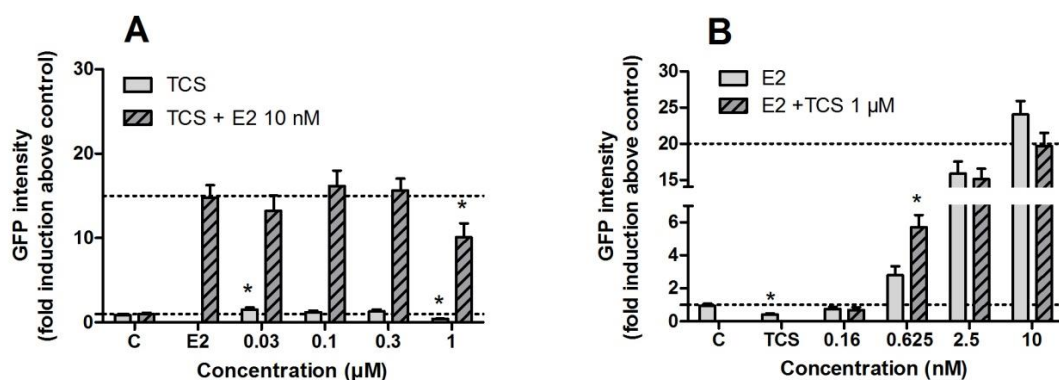 A
GFP intensity
(fold induction above control)
30
20
10
0
TCS
TCS + E2 10 nM
*
*
*
C E2 0.03 0.1 0.3 1
Concentration (µM)
B
GFP intensity
(fold induction above control)
30
25
20
15
6
4
2
0
E2
E2 +TCS 1 µM
*
*
C TCS 0.16 0.625 2.5 10
Concentration (nM)